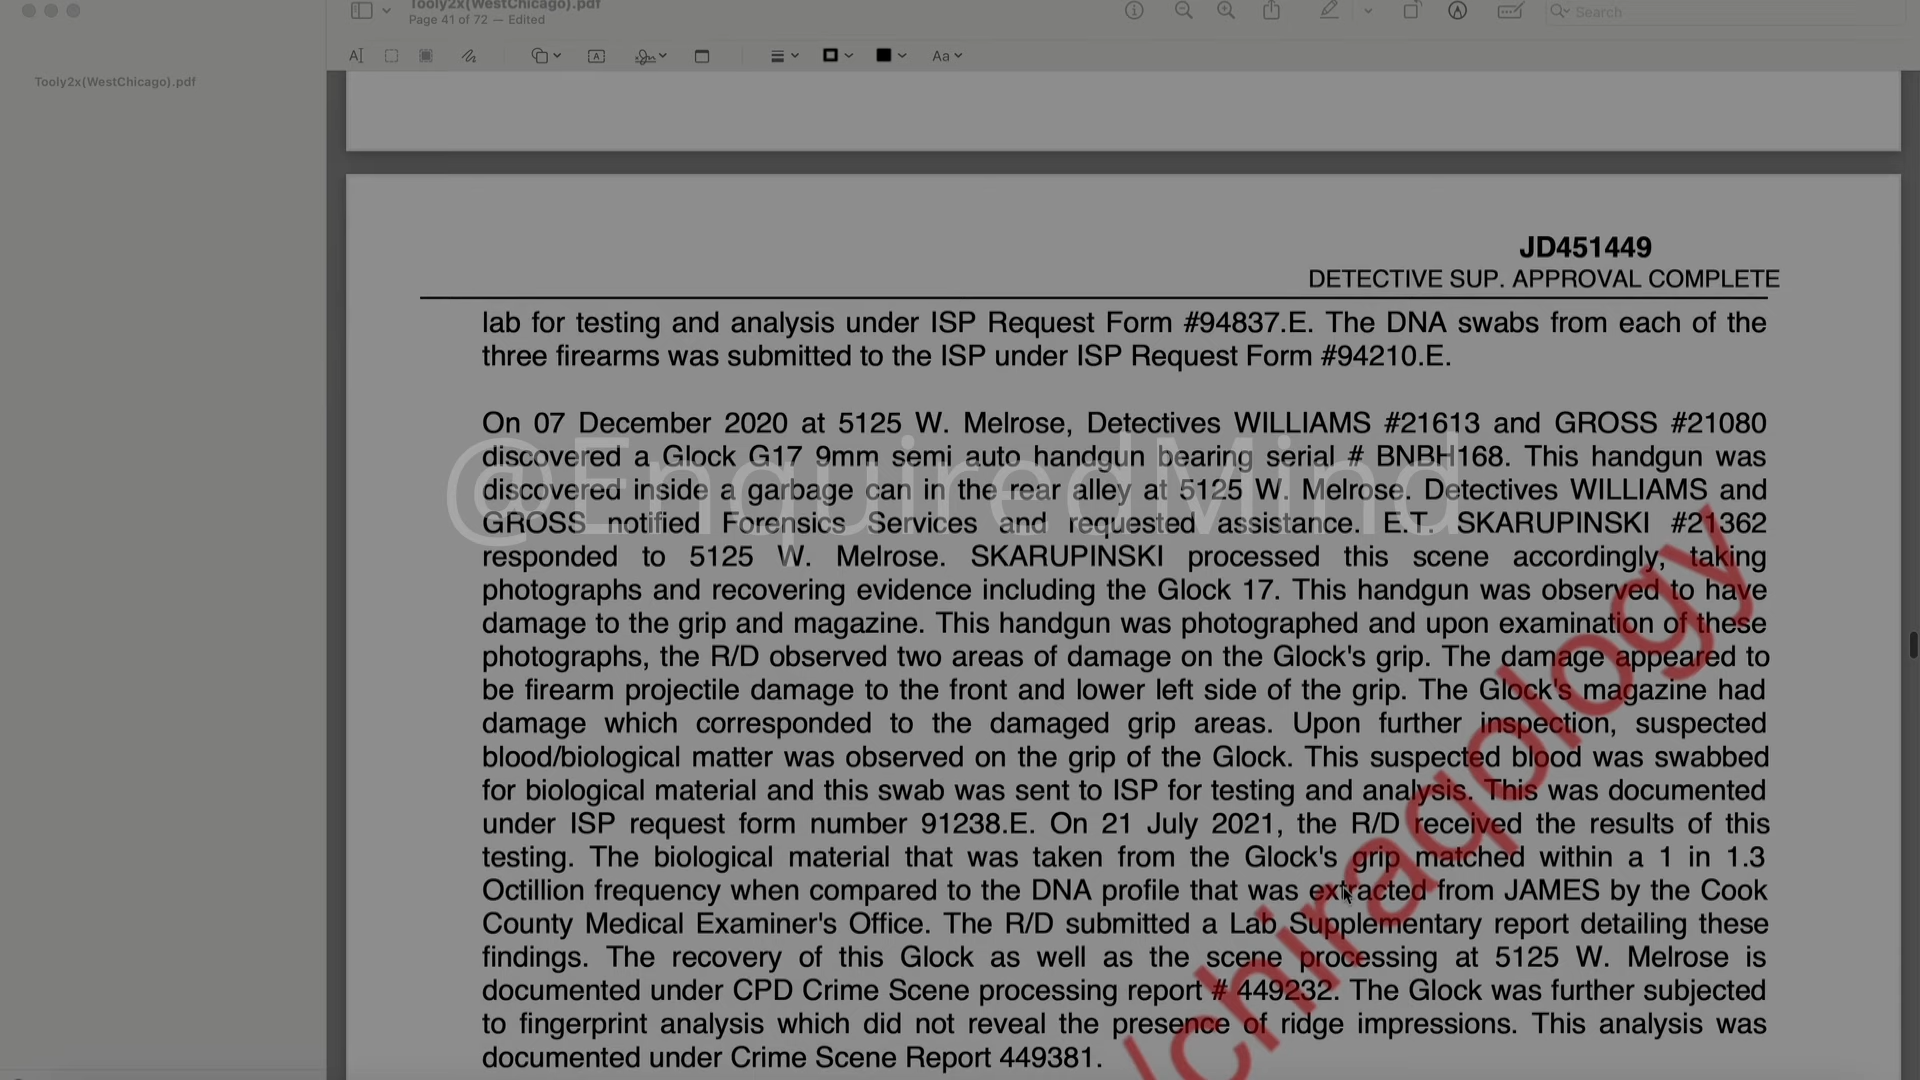 Tooly2x(WestChicago).pdf
Page 41 of 72 — Edited
Search
Aa
Tooly2x(WestChicago).pdf
JD451449
DETECTIVE SUP. APPROVAL COMPLETE
lab for testing and analysis under ISP Request Form #94837.E. The DNA swabs from each of the
three firearms was submitted to the ISP under ISP Request Form #94210.E.
On 07 December 2020 at 5125 W. Melrose, Detectives WILLIAMS #21613 and GROSS #21080
discovered a Glock G17 9mm semi auto handgun bearing serial # BNBH168. This handgun was
discovered inside a garbage can in the rear alley at 5125 W. Melrose. Detectives WILLIAMS and
GROSS notified Forensics Services and requested assistance. E.T. SKARUPINSKI #21362
responded to 5125 W. Melrose. SKARUPINSKI processed this scene accordingly, taking
photographs and recovering evidence including the Glock 17. This handgun was observed to have
damage to the grip and magazine. This handgun was photographed and upon examination of these
photographs, the R/D observed two areas of damage on the Glock's grip. The damage appeared to
be firearm projectile damage to the front and lower left side of the grip. The Glock's magazine had
damage which corresponded to the damaged grip areas. Upon further inspection, suspected
blood/biological matter was observed on the grip of the Glock. This suspected blood was swabbed
for biological material and this swab was sent to ISP for testing and analysis. This was documented
under ISP request form number 91238.E. On 21 July 2021, the R/D received the results of this
testing. The biological material that was taken from the Glock's grip matched within a 1 in 1.3
Octillion frequency when compared to the DNA profile that was extracted from JAMES by the Cook
County Medical Examiner's Office. The R/D submitted a Lab Supplementary report detailing these
findings. The recovery of this Glock as well as the scene processing at 5125 W. Melrose is
documented under CPD Crime Scene processing report # 449232. The Glock was further subjected
to fingerprint analysis which did not reveal the presence of ridge impressions. This analysis was
documented under Crime Scene Report 449381.
@EnquiredMind
/chiraqology